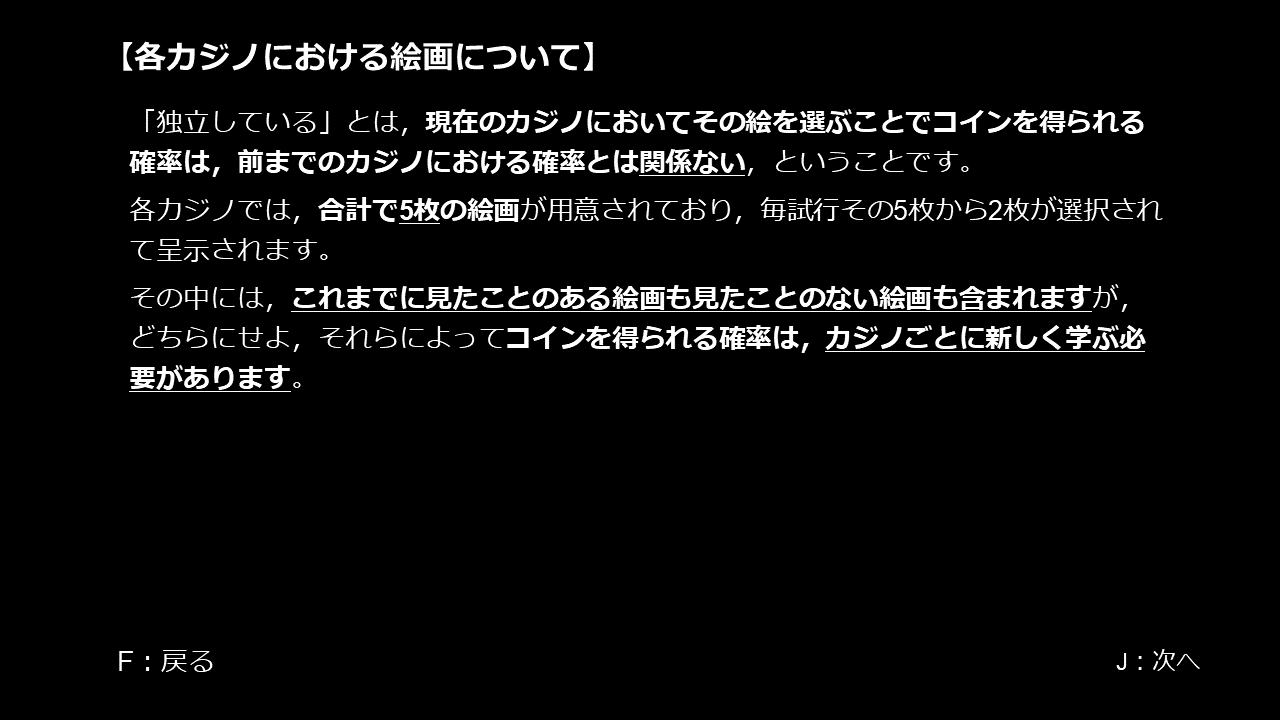 【各カジノにおける絵画について】
「独立している」とは，現在のカジノにおいてその絵を選ぶことでコインを得られる
確率は，前までのカジノにおける確率とは関係ない，ということです。
各カジノでは，合計で5枚の絵画が用意されており，毎試行その5枚から2枚が選択され
て呈示されます。
その中には，これまでに見たことのある絵画も見たことのない絵画も含まれますが，
どちらにせよ，それらによってコインを得られる確率は，カジノごとに新しく学ぶ必
要があります。
F：戻る
J：次へ